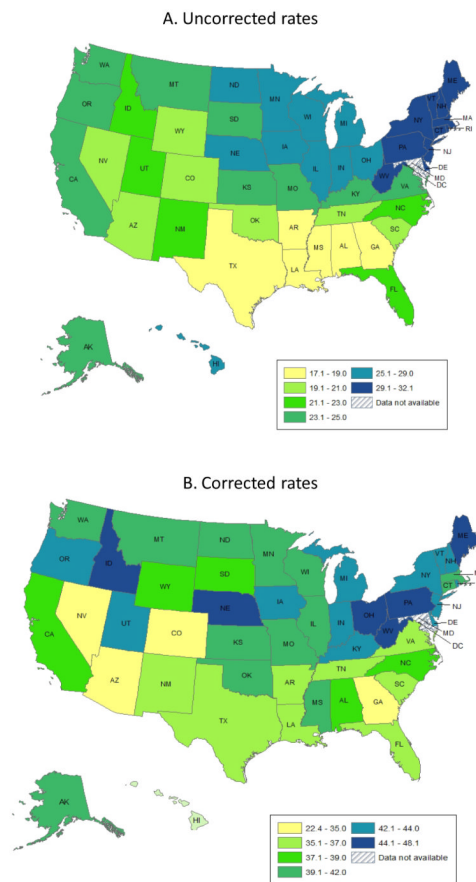 A. Uncorrected rates
WA
MT
ND
MN
ME
OR
ID
SD
WI
MI
VT
NH
NY
MA
RI
CT
WY
NE
IA
PA
NJ
NV
UT
CO
IL
IN
OH
DE
MD
DC
CA
KS
MO
WV
VA
KY
AZ
NM
OK
AR
TN
NC
SC
TX
LA
MS
AL
GA
FL
AK
HI
17.1 - 19.0
25.1 - 29.0
19.1 - 21.0
29.1 - 32.1
21.1 - 23.0
Data not available
23.1 - 25.0
B. Corrected rates
WA
MT
ND
MN
ME
OR
ID
SD
WI
MI
VT
NH
NY
CT
WY
NE
IA
PA
NJ
NV
UT
CO
IL
IN
OH
DE
MD
DC
CA
KS
MO
WV
VA
KY
AZ
NM
OK
AR
TN
NC
SC
TX
LA
MS
AL
GA
FL
AK
HI
22.4 - 35.0
42.1 - 44.0
35.1 - 37.0
44.1 - 48.1
37.1 - 39.0
Data not available
39.1 - 42.0